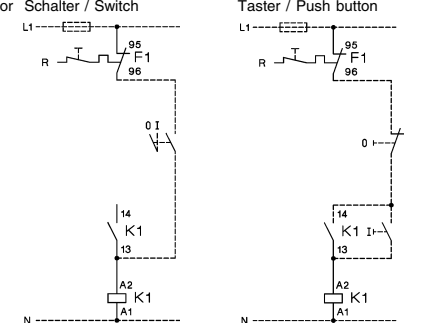 or Schalter / Switch Taster / Push button
L1 L1
95 95
R F1 R F1
96 96
0 I
0
14 14
K1 K1 I
13 13
A2 A2
K1 K1
A1 A1
N N